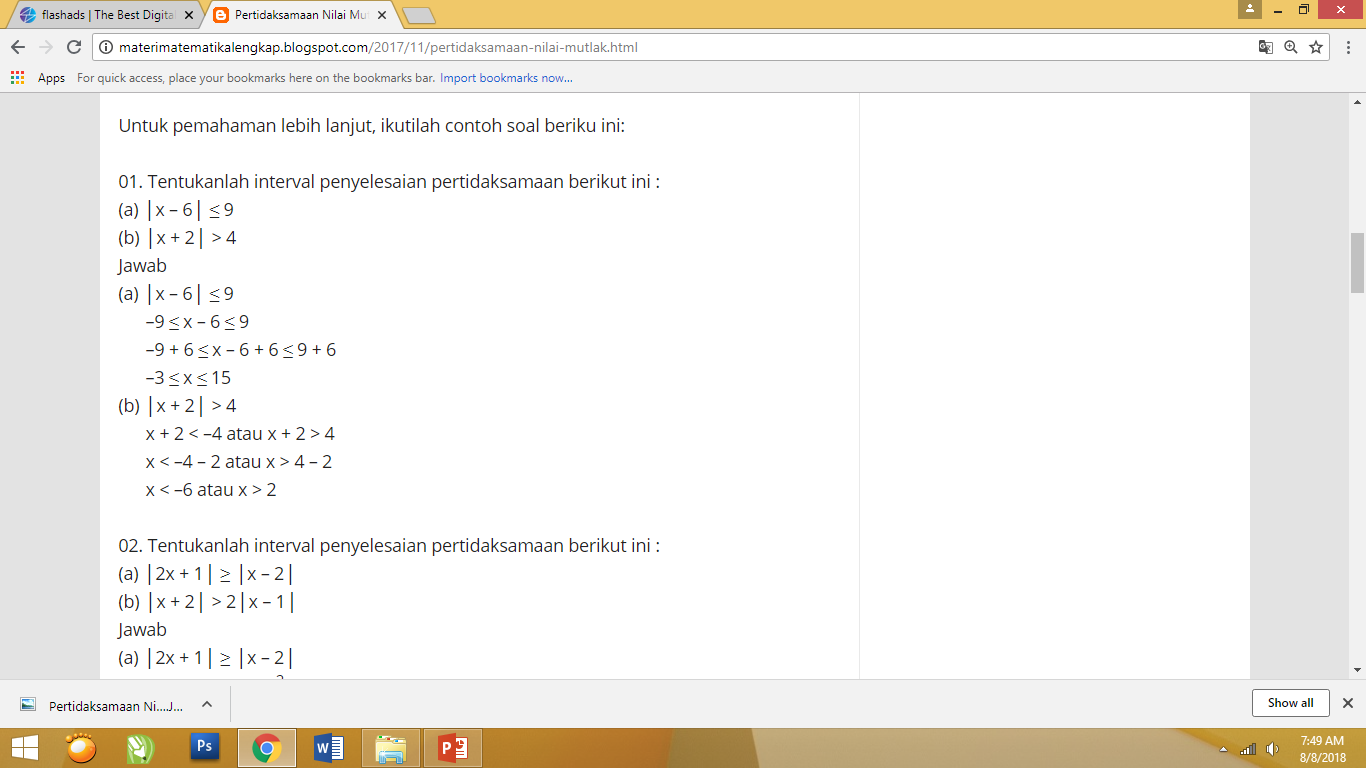 flashads | The Best Digita
Pertidaksamaan Nilai Mu
materimatematikalengkap.blogspot.com/2017/11/pertidaksamaan-nilai-mutlak.html
Apps For quick access, place your bookmarks here on the bookmarks bar. Import bookmarks now...
Untuk pemahaman lebih lanjut, ikutilah contoh soal beriku ini:
01. Tentukanlah interval penyelesaian pertidaksamaan berikut ini :
(a) |x – 6| ≤ 9
(b) |x + 2| > 4
Jawab
(a) |x – 6| ≤ 9
–9 ≤ x – 6 ≤ 9
–9 + 6 ≤ x – 6 + 6 ≤ 9 + 6
–3 ≤ x ≤ 15
(b) |x + 2| > 4
x + 2 < –4 atau x + 2 > 4
x < –4 – 2 atau x > 4 – 2
x < –6 atau x > 2
02. Tentukanlah interval penyelesaian pertidaksamaan berikut ini :
(a) |2x + 1| ≥ |x – 2|
(b) |x + 2| > 2|x – 1|
Jawab
(a) |2x + 1| ≥ |x – 2|
Pertidaksamaan Ni....J...
Show all
Ps
7:49 AM
8/8/2018